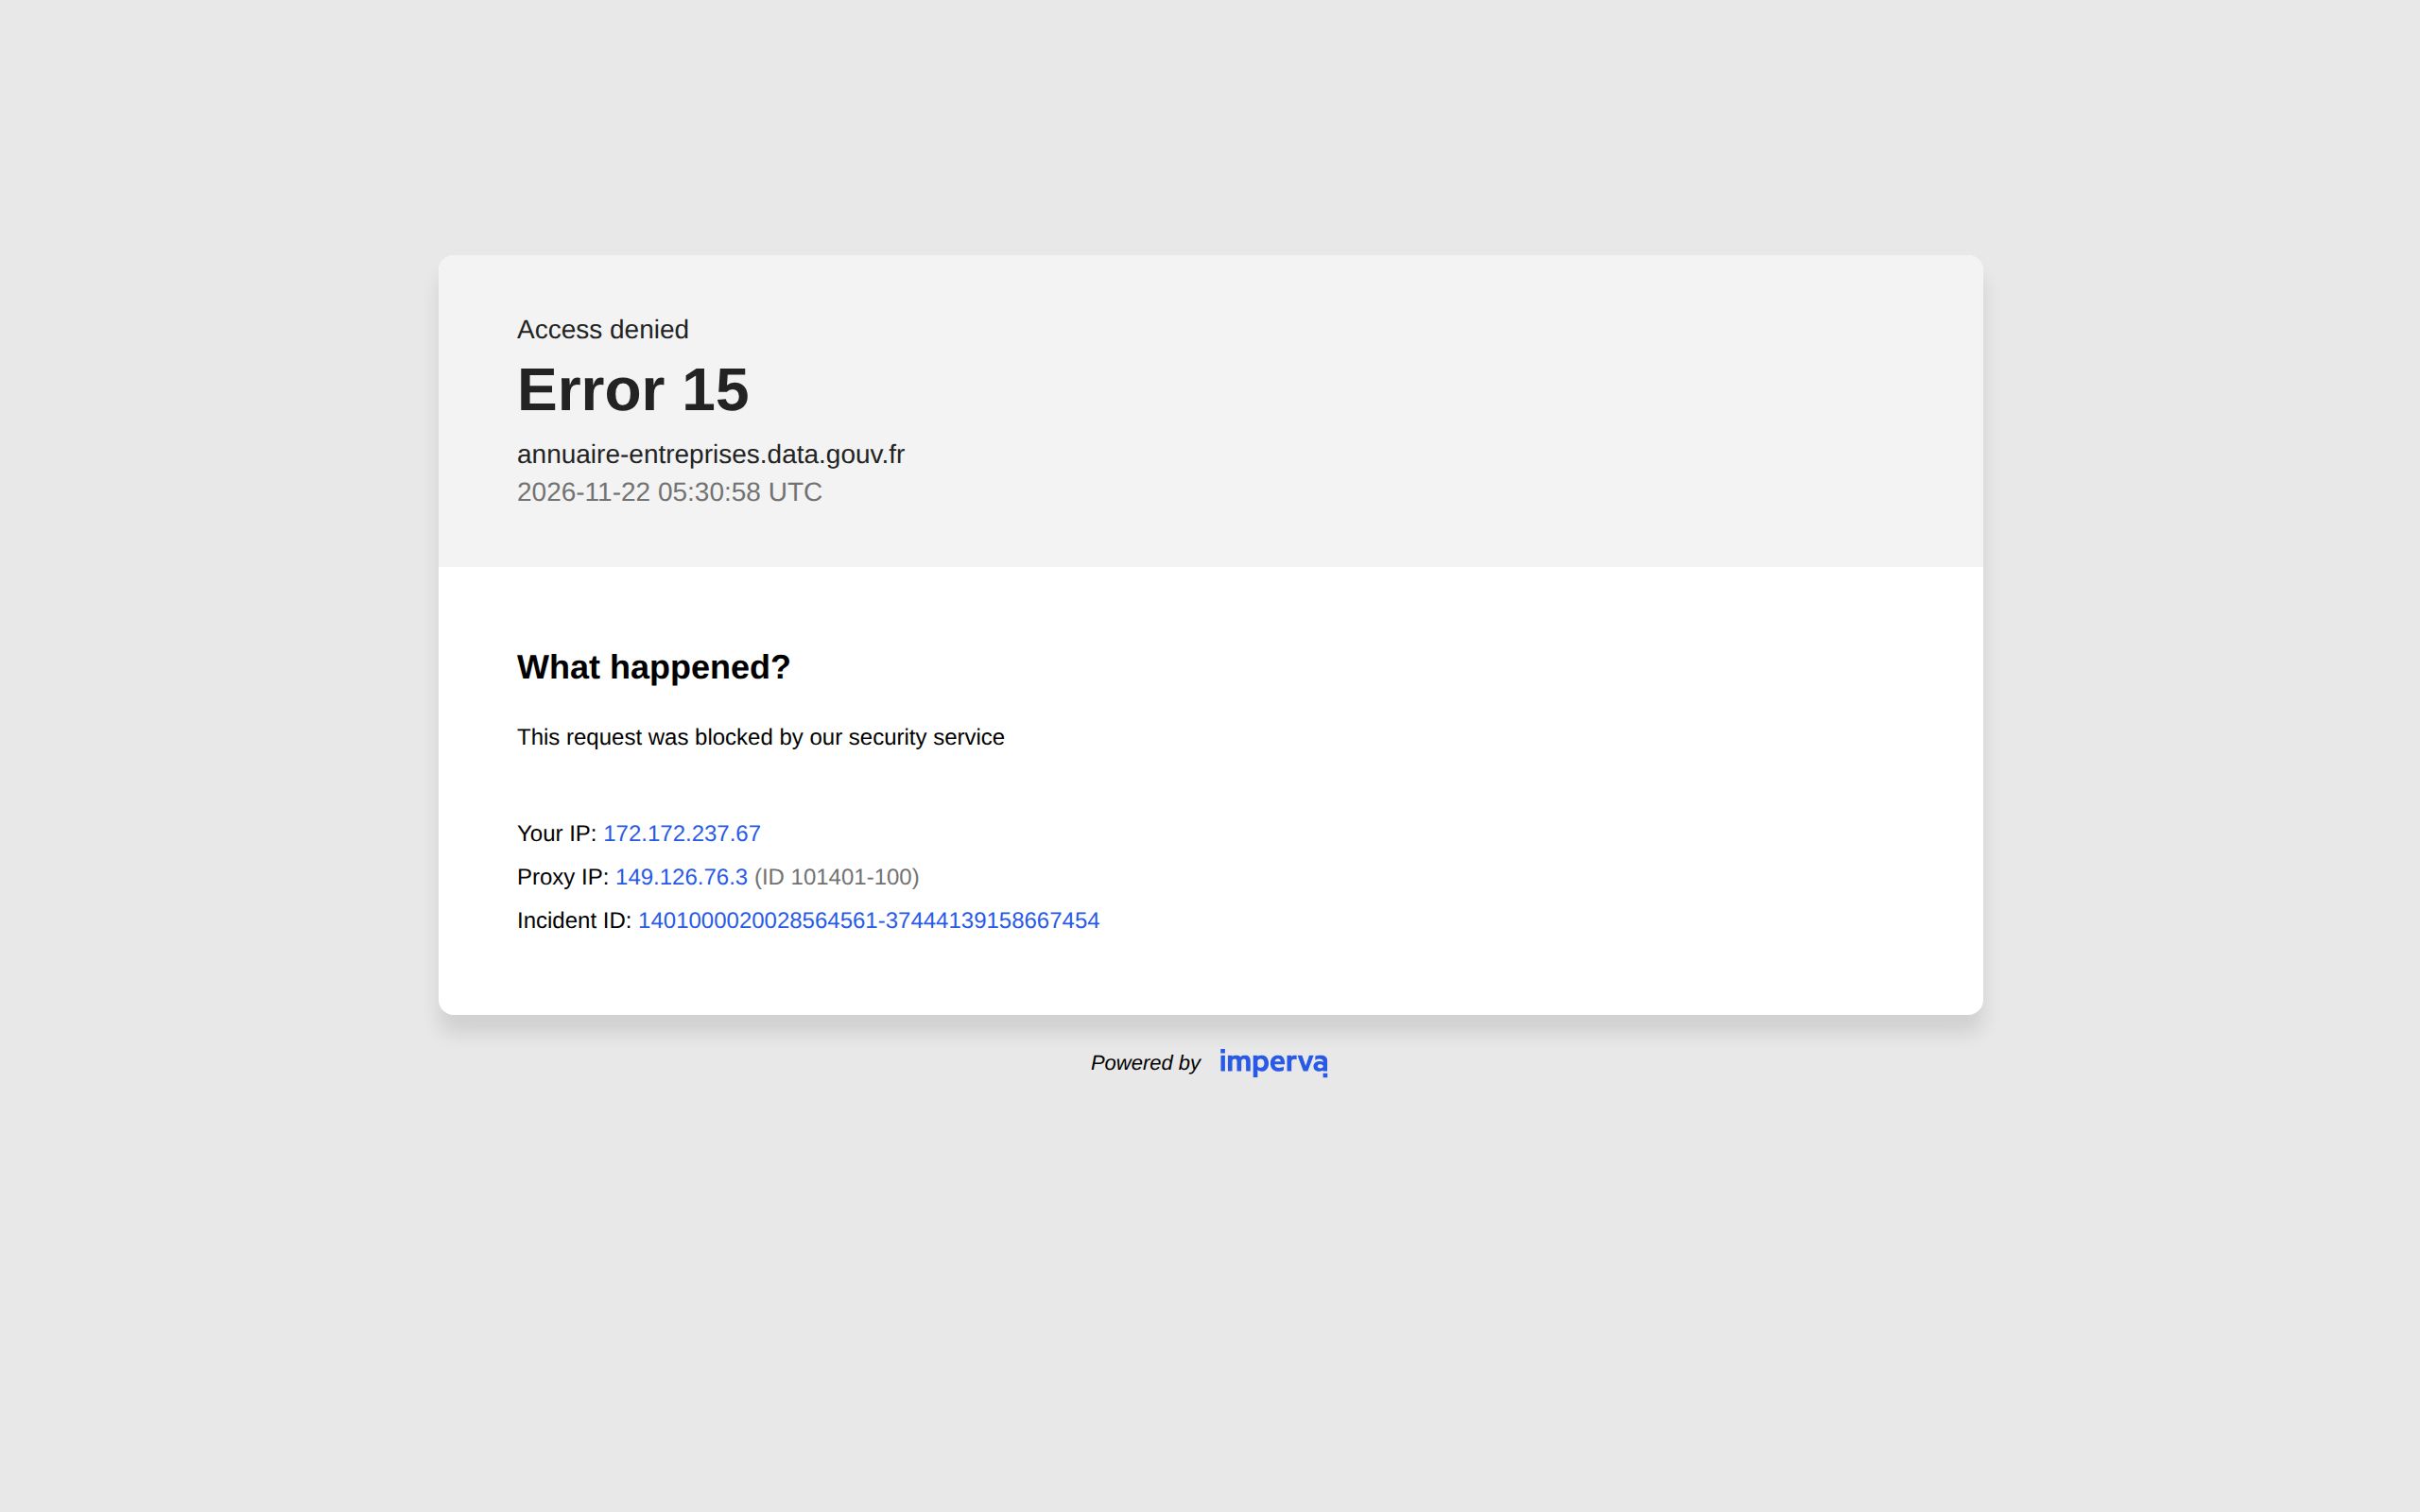 Access denied
Error 15
annuaire-entreprises.data.gouv.fr
2026-11-22 05:30:58 UTC
What happened?
This request was blocked by our security service
Your IP: 172.172.237.67
Proxy IP: 149.126.76.3 (ID 101401-100)
Incident ID: 1401000020028564561-37444139158667454
Powered by imperva